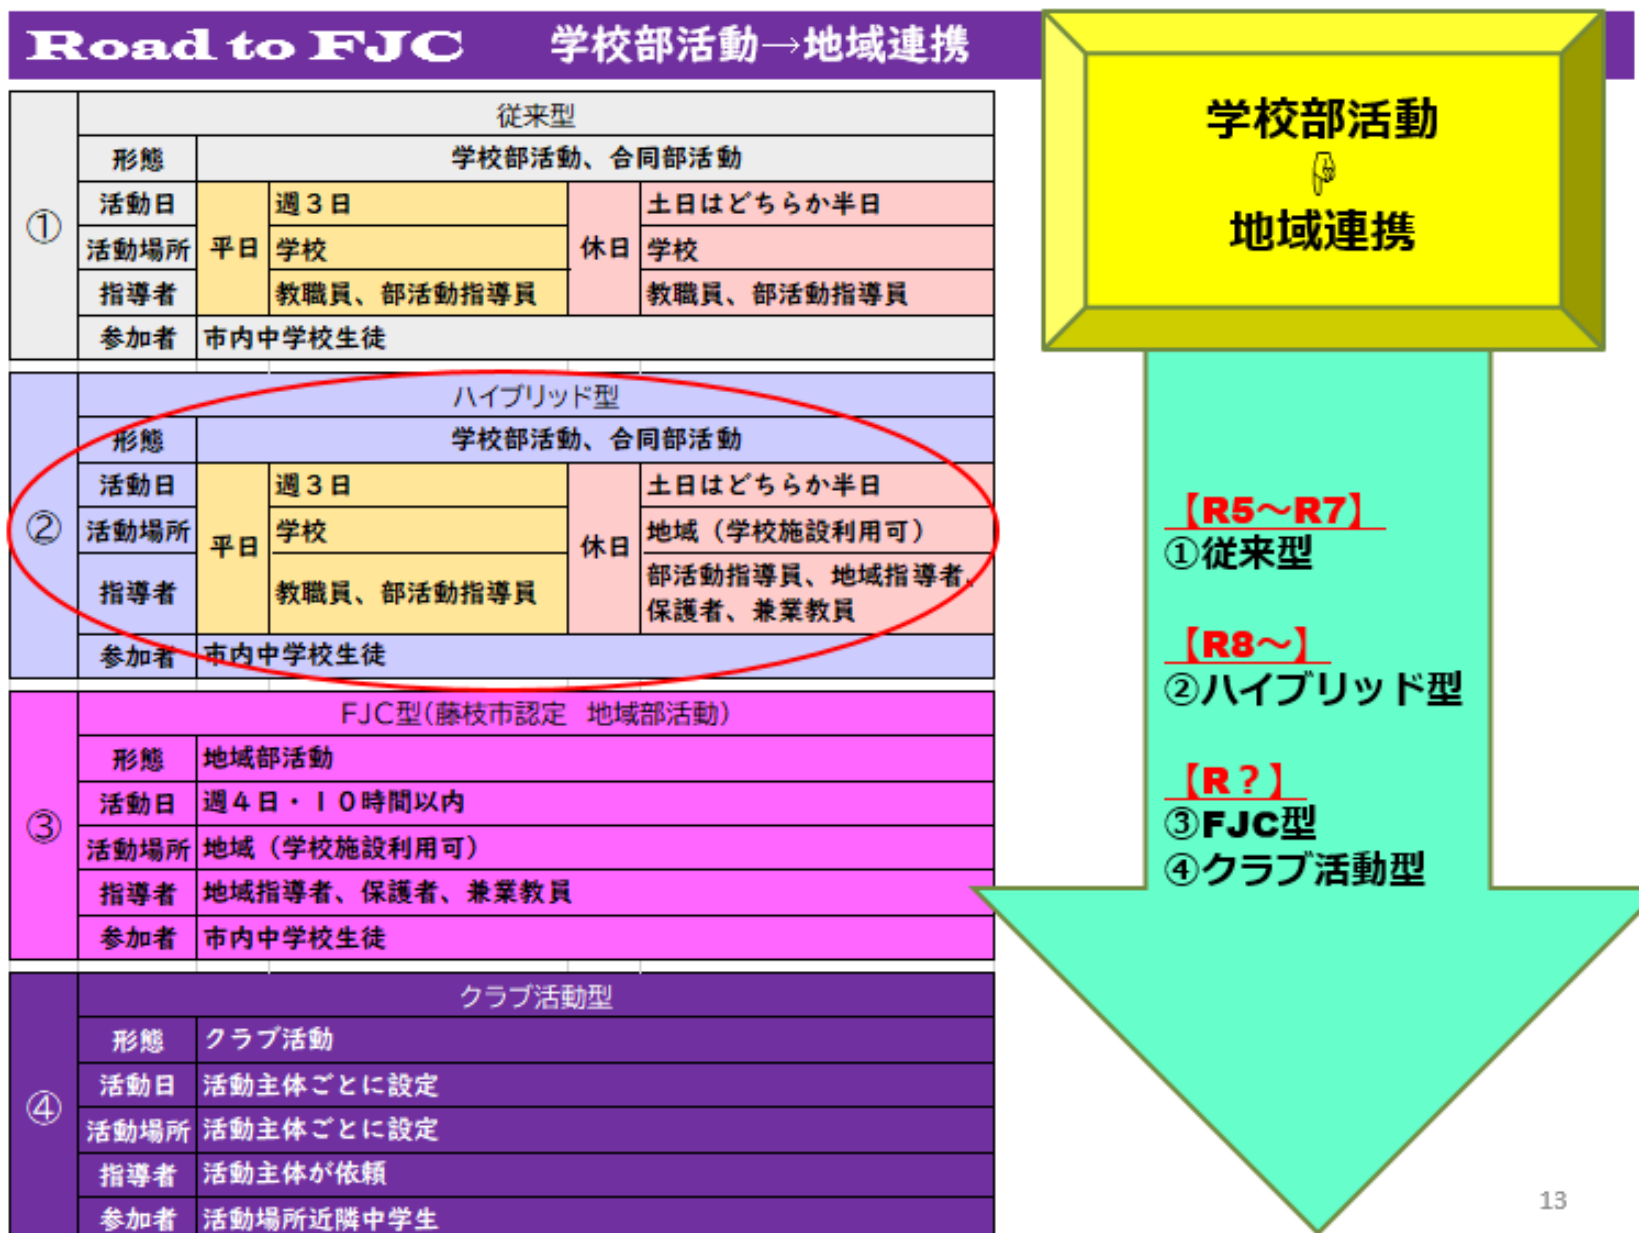 Road to FJC 学校部活動→地域連携
①
従来型
形態 学校部活動、合同部活動
活動日 平日 週3日 休日 土日はどちらか半日
活動場所 学校 学校
指導者 教職員、部活動指導員 教職員、部活動指導員
参加者 市内中学校生徒
②
ハイブリッド型
形態 学校部活動、合同部活動
活動日 平日 週3日 休日 土日はどちらか半日
活動場所 学校 地域（学校施設利用可）
指導者 教職員、部活動指導員 部活動指導員、地域指導者、
保護者、兼業教員
参加者 市内中学校生徒
③
FJC型(藤枝市認定 地域部活動)
形態 地域部活動
活動日 週4日・10時間以内
活動場所 地域（学校施設利用可）
指導者 地域指導者、保護者、兼業教員
参加者 市内中学校生徒
④
クラブ活動型
形態 クラブ活動
活動日 活動主体ごとに設定
活動場所 活動主体ごとに設定
指導者 活動主体が依頼
参加者 活動場所近隣中学生
学校部活動
☟
地域連携
【R5～R7】
①従来型
【R8～】
②ハイブリッド型
【R？】
③FJC型
④クラブ活動型
13